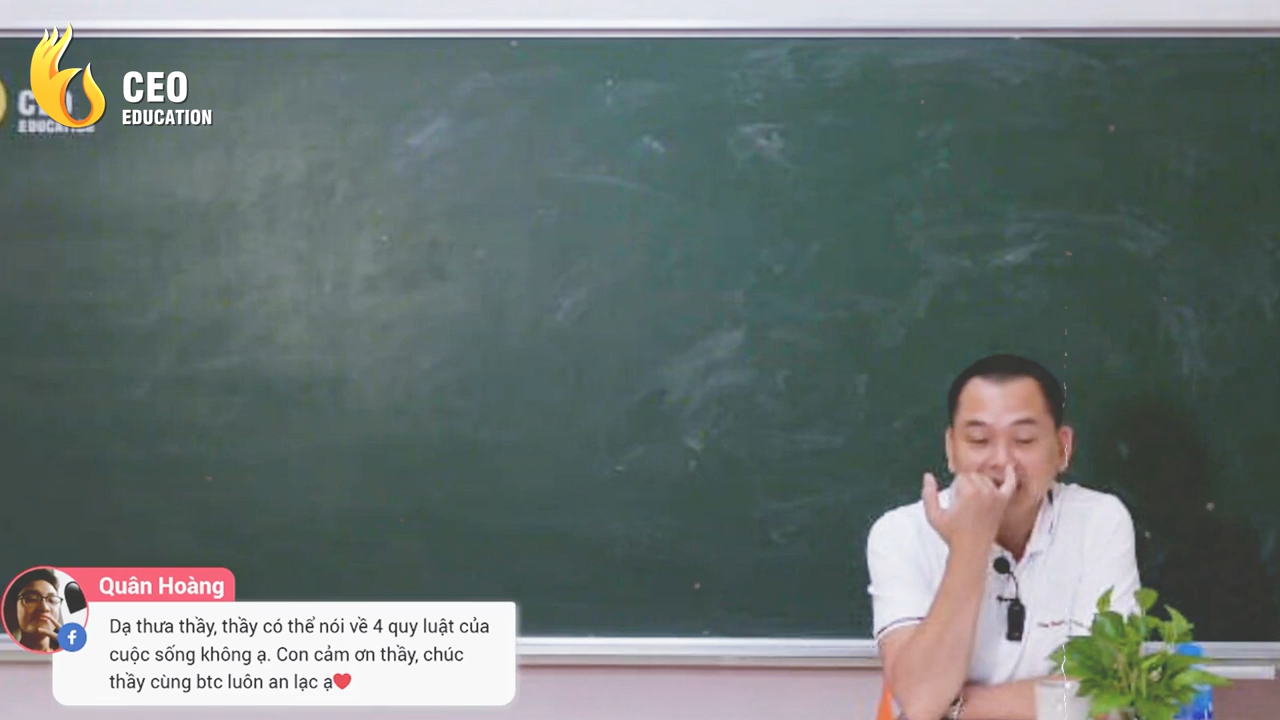 CEO
EDUCATION
Quân Hoàng
Dạ thưa thầy, thầy có thể nói về 4 quy luật của
cuộc sống không ạ. Con cảm ơn thầy, chúc
thầy cùng btc luôn an lạc ạ